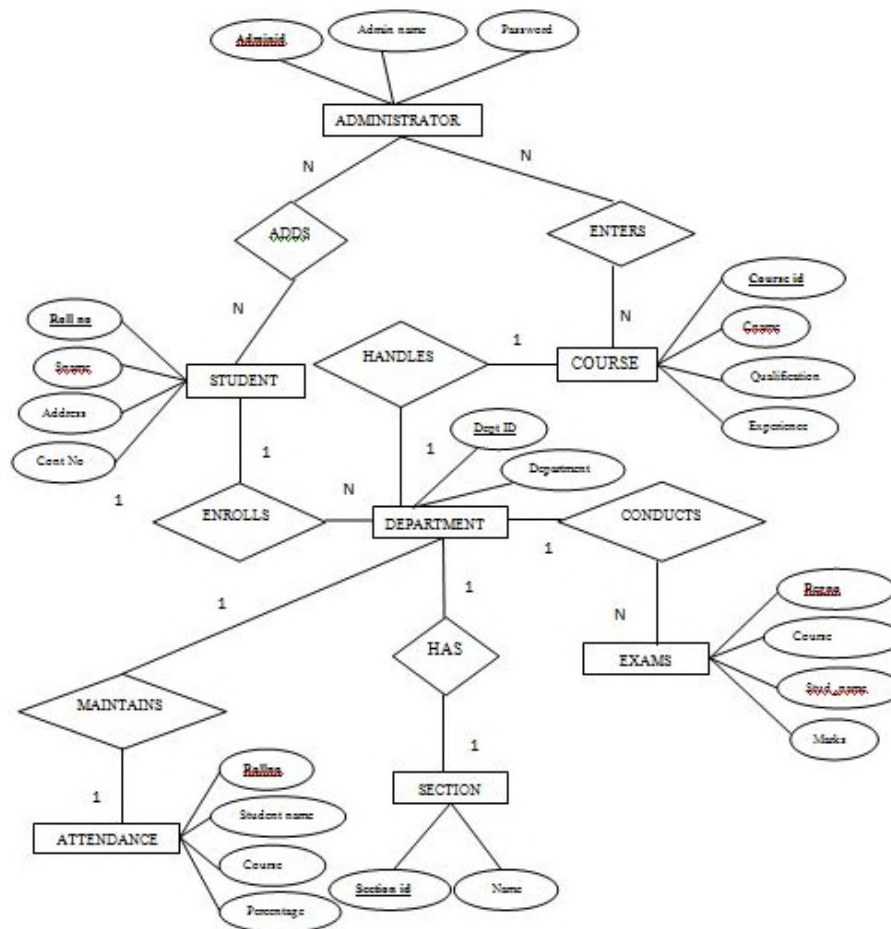 Adminid
Admin name
Password
ADMINISTRATOR
N
N
ADDS
ENTERS
N
N
Course id
Cname
Qualification
Experience
COURSE
1
HANDLES
1
Roll no
Sname
Address
Cont No
STUDENT
1
1
ENROLLS
N
Dept ID
Department
DEPARTMENT
1
CONDUCTS
N
EXAMS
Course
Stud_name
Marks
1
1
HAS
1
MAINTAINS
1
ATTENDANCE
Rollno
Student name
Course
Percentage
SECTION
Section id
Name